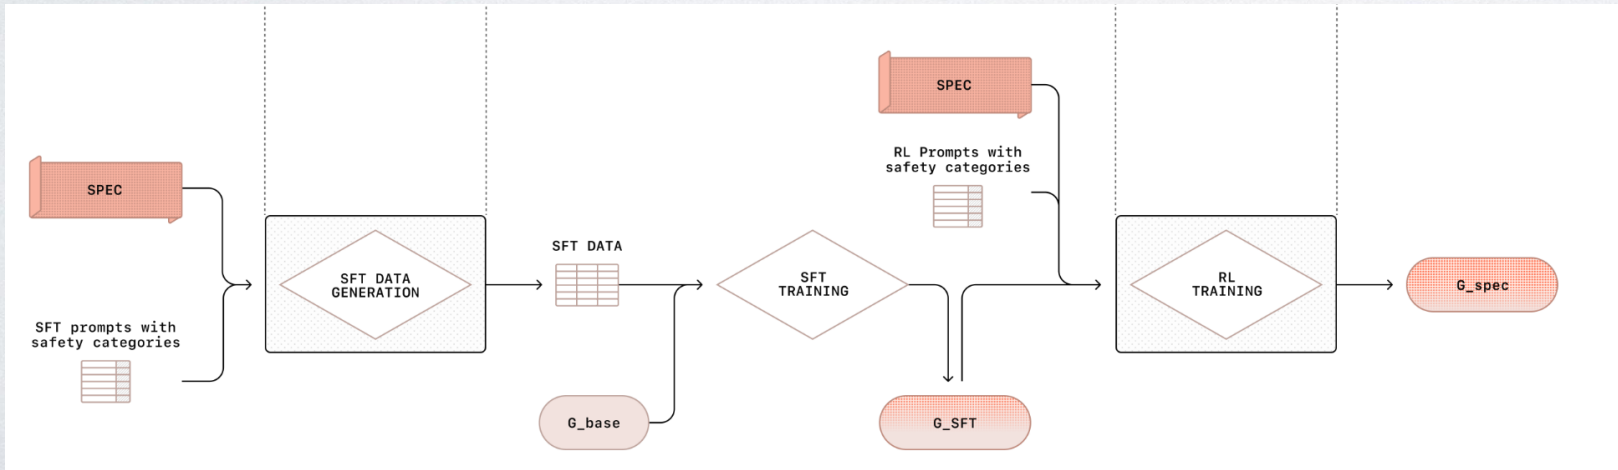 SPEC
SFT prompts with
safety categories
SFT DATA
GENERATION
SFT DATA
G_base
SFT
TRAINING
G_SFT
SPEC
RL Prompts with
safety categories
RL
TRAINING
G_spec